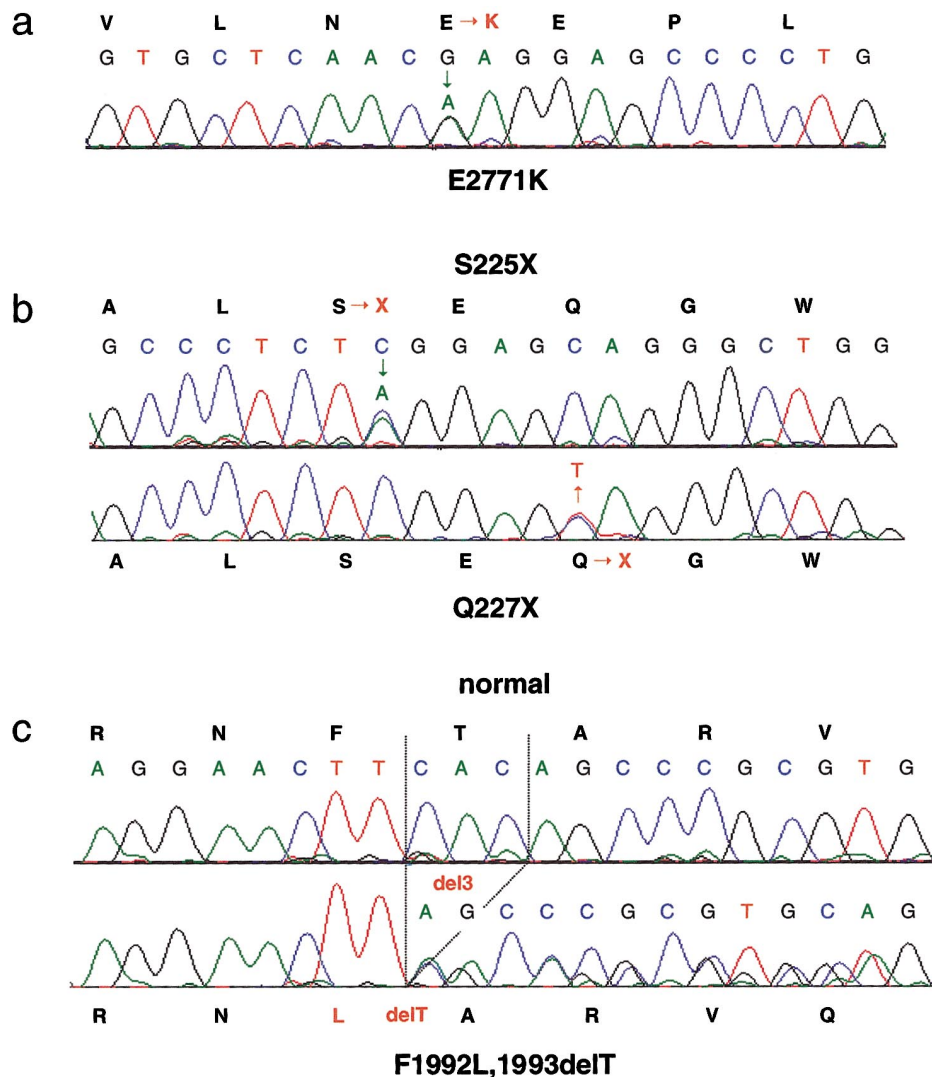 a
V L N E → K E P L
G T G C T C A A C G A G G A G C C C C T G
↓
A
E2771K
S225X
b
A L S → X E Q G W
G C C C T C T C G G A G C A G G G C T G G
↓
A
T
↑
A L S E Q → X G W
Q227X
normal
c
R N F T A R V
A G G A A C T T C A C A G C C C G C G T G
del3
A G C C C G C G T G C A G
R N L delT A R V Q
F1992L,1993delT